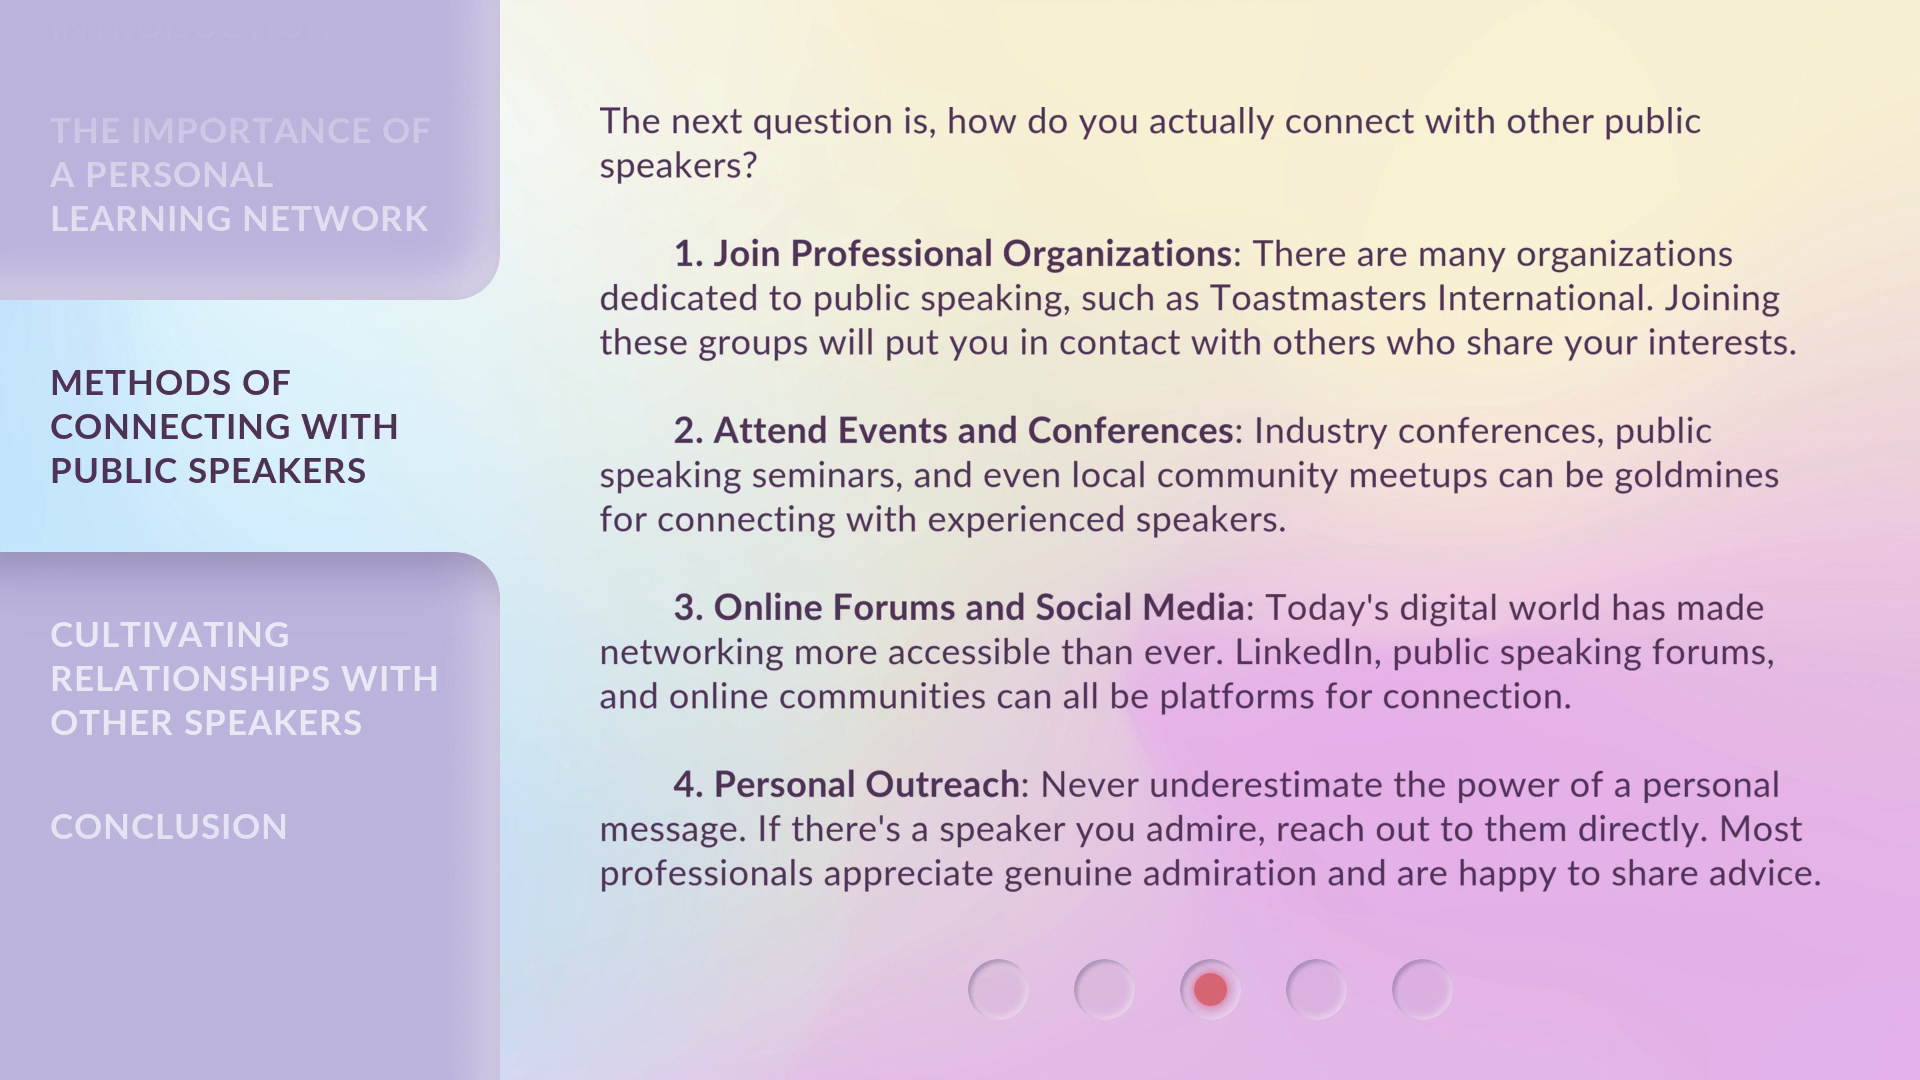 INTRODUCTION
THE IMPORTANCE OF
A PERSONAL
LEARNING NETWORK
METHODS OF
CONNECTING WITH
PUBLIC SPEAKERS
CULTIVATING
RELATIONSHIPS WITH
OTHER SPEAKERS
CONCLUSION
The next question is, how do you actually connect with other public
speakers?
1. Join Professional Organizations: There are many organizations
dedicated to public speaking, such as Toastmasters International. Joining
these groups will put you in contact with others who share your interests.
2. Attend Events and Conferences: Industry conferences, public
speaking seminars, and even local community meetups can be goldmines
for connecting with experienced speakers.
3. Online Forums and Social Media: Today's digital world has made
networking more accessible than ever. LinkedIn, public speaking forums,
and online communities can all be platforms for connection.
4. Personal Outreach: Never underestimate the power of a personal
message. If there's a speaker you admire, reach out to them directly. Most
professionals appreciate genuine admiration and are happy to share advice.